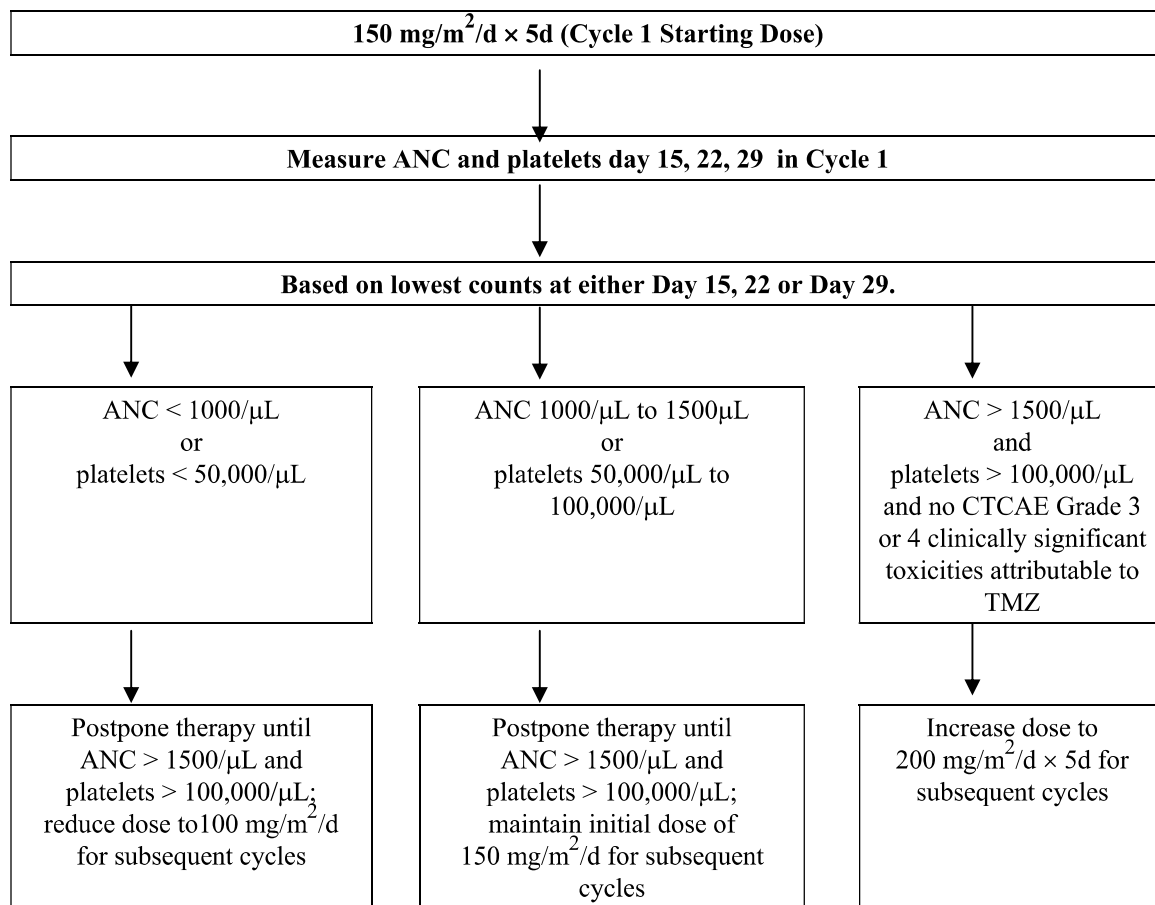 150 mg/m²/d × 5d (Cycle 1 Starting Dose)
Measure ANC and platelets day 15, 22, 29 in Cycle 1
Based on lowest counts at either Day 15, 22 or Day 29.
ANC < 1000/μL
or
platelets < 50,000/μL
ANC 1000/μL to 1500μL
or
platelets 50,000/μL to
100,000/μL
ANC > 1500/μL
and
platelets > 100,000/μL
and no CTCAE Grade 3
or 4 clinically significant
toxicities attributable to
TMZ
Postpone therapy until
ANC > 1500/μL and
platelets > 100,000/μL;
reduce dose to100 mg/m²/d
for subsequent cycles
Postpone therapy until
ANC > 1500/μL and
platelets > 100,000/μL;
maintain initial dose of
150 mg/m²/d for subsequent
cycles
Increase dose to
200 mg/m²/d × 5d for
subsequent cycles